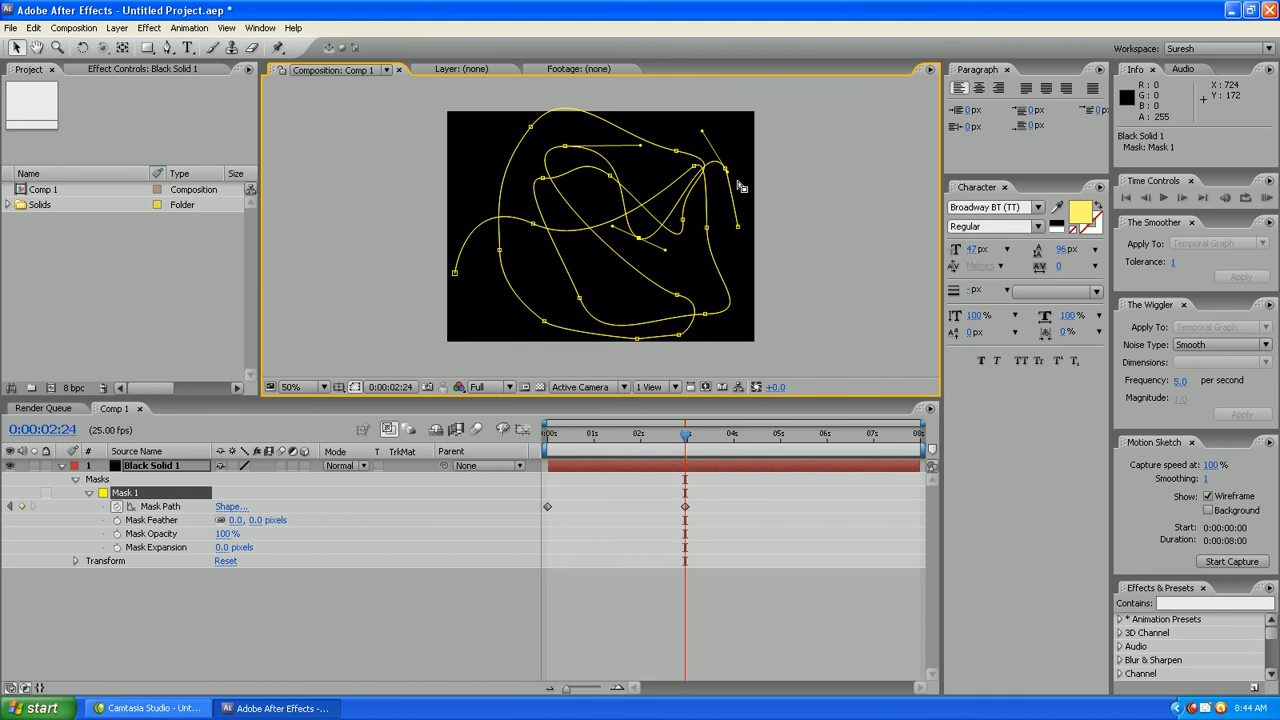 Adobe After Effects - Untitled Project.aep *
File Edit Composition Layer Effect Animation View Window Help
Workspace: Suresh
Project Effect Controls: Black Solid 1
Composition: Comp 1 Layer: (none) Footage: (none)
Paragraph
Info Audio
0px 0px 0px
0px 0px
R: 0
G: 0
B: 0
A: 255
X: 724
Y: 172
Black Solid 1
Mask: Mask 1
Name Type Size
Comp 1 Composition
Solids Folder
Character
Broadway BT (TT)
Regular
47 px 96 px
Metrics 0
- px
100 % 100 %
0 px 0 %
T T TT Tr T T
Time Controls
The Smoother
Apply To: Temporal Graph
Tolerance: 1
Apply
The Wiggler
Apply To: Temporal Graph
Noise Type: Smooth
Dimensions:
Frequency: 5.0 per second
Magnitude: 1.0
Apply
8 bpc
50% 0:00:02:24 Full Active Camera 1 View +0.0
Render Queue Comp 1
0:00:02:24 (25.00 fps)
00s 01s 02s 04s 05s 06s 07s 08s
# Source Name Mode T TrkMat Parent
1 Black Solid 1 Normal None
Masks
Mask 1
Mask Path Shape...
Mask Feather 0.0, 0.0 pixels
Mask Opacity 100 %
Mask Expansion 0.0 pixels
Transform Reset
Motion Sketch
Capture speed at: 100 %
Smoothing: 1
Show: Wireframe
Background
Start: 0:00:00:00
Duration: 0:00:08:00
Start Capture
Effects & Presets
Contains:
* Animation Presets
3D Channel
Audio
Blur & Sharpen
Channel
start Camtasia Studio - Unt... Adobe After Effects -... 8:44 AM